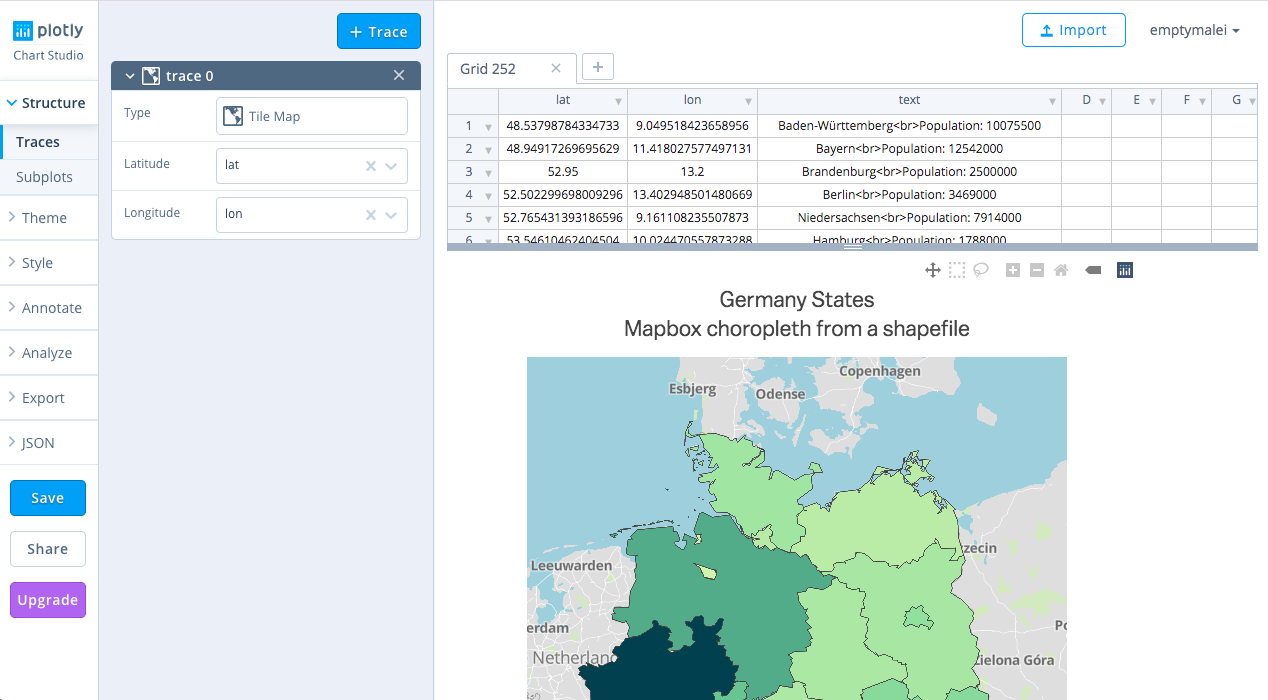 plotly
Chart Studio
Structure
Traces
Subplots
Theme
Style
Annotate
Analyze
Export
JSON
Save
Share
Upgrade
+ Trace
trace 0
Type
Tile Map
Latitude
lat
Longitude
lon
Import
emptymalei
Grid 252
lat lon text D E F G
1 48.53798784334733 9.049518423658956 Baden-Württemberg<br>Population: 10075500
2 48.94917269695629 11.418027577497131 Bayern<br>Population: 12542000
3 52.95 13.2 Brandenburg<br>Population: 2500000
4 52.502299698009296 13.402948501480669 Berlin<br>Population: 3469000
5 52.765431393186596 9.161108235507873 Niedersachsen<br>Population: 7914000
6 53.54610462404504 10.024470557873288 Hamburg<br>Population: 1788000
Germany States
Mapbox choropleth from a shapefile
Copenhagen
Esbjerg
Odense
zecin
Leeuwarden
erdam
Po
Netherland
Zielona Góra